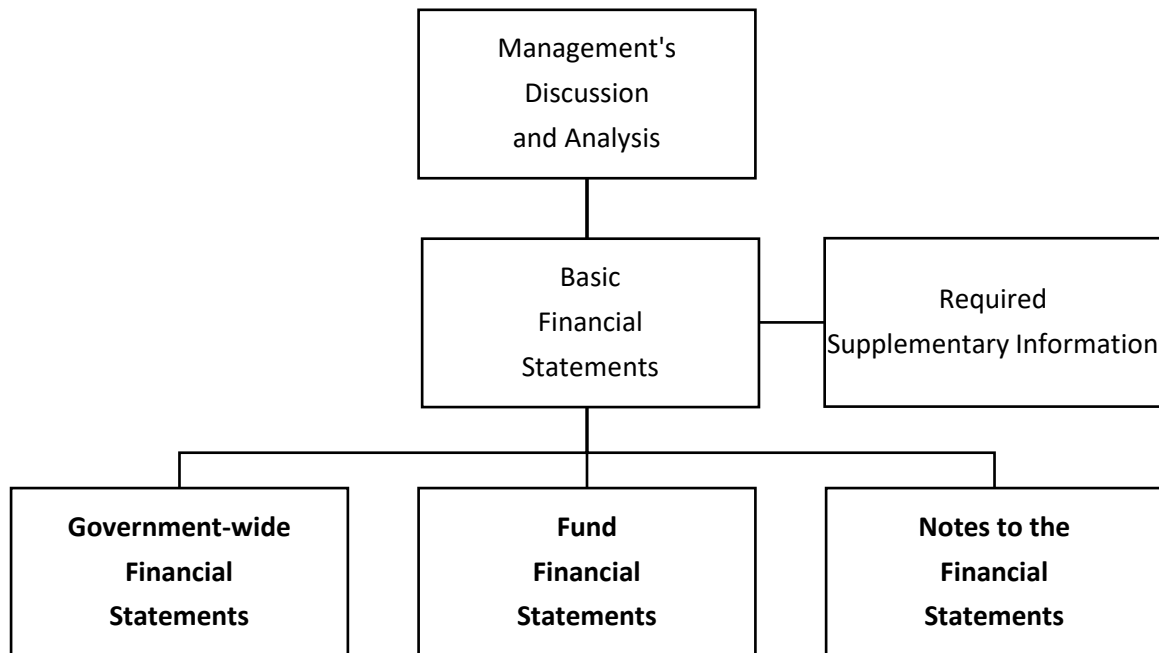 Management's
Discussion
and Analysis
Basic
Financial
Statements
Required
Supplementary Information
Government-wide
Financial
Statements
Fund
Financial
Statements
Notes to the
Financial
Statements